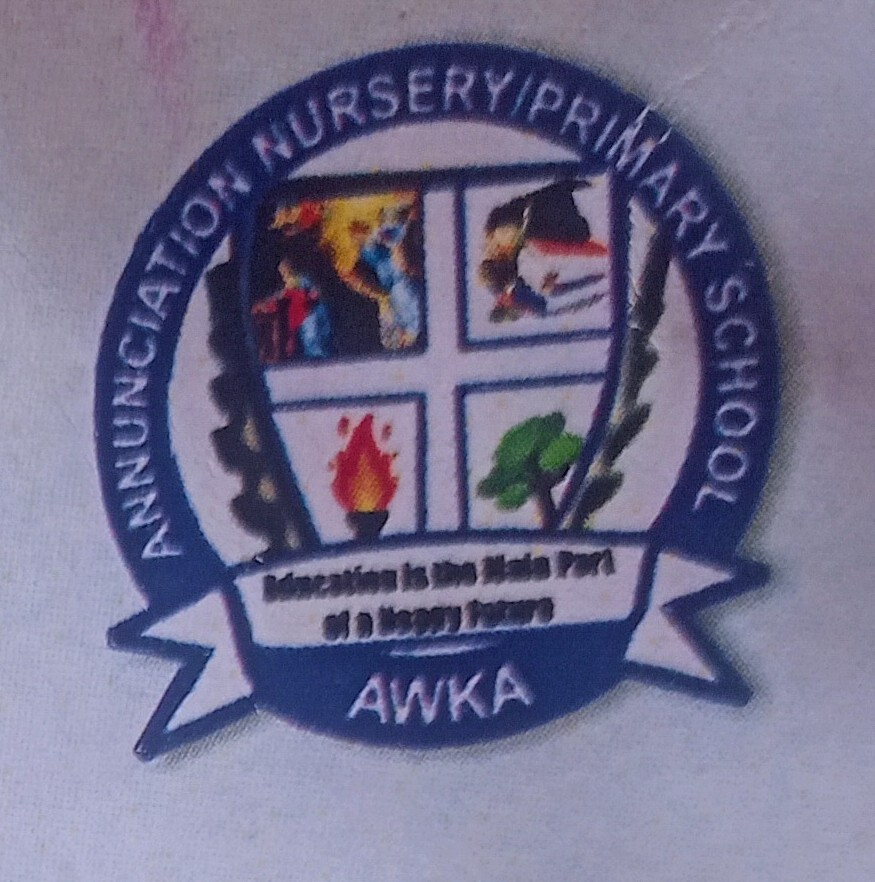 ANNUNCIATION NURSERY/PRIMARY SCHOOL
Education is the Main Part
of a Happy Future
AWKA